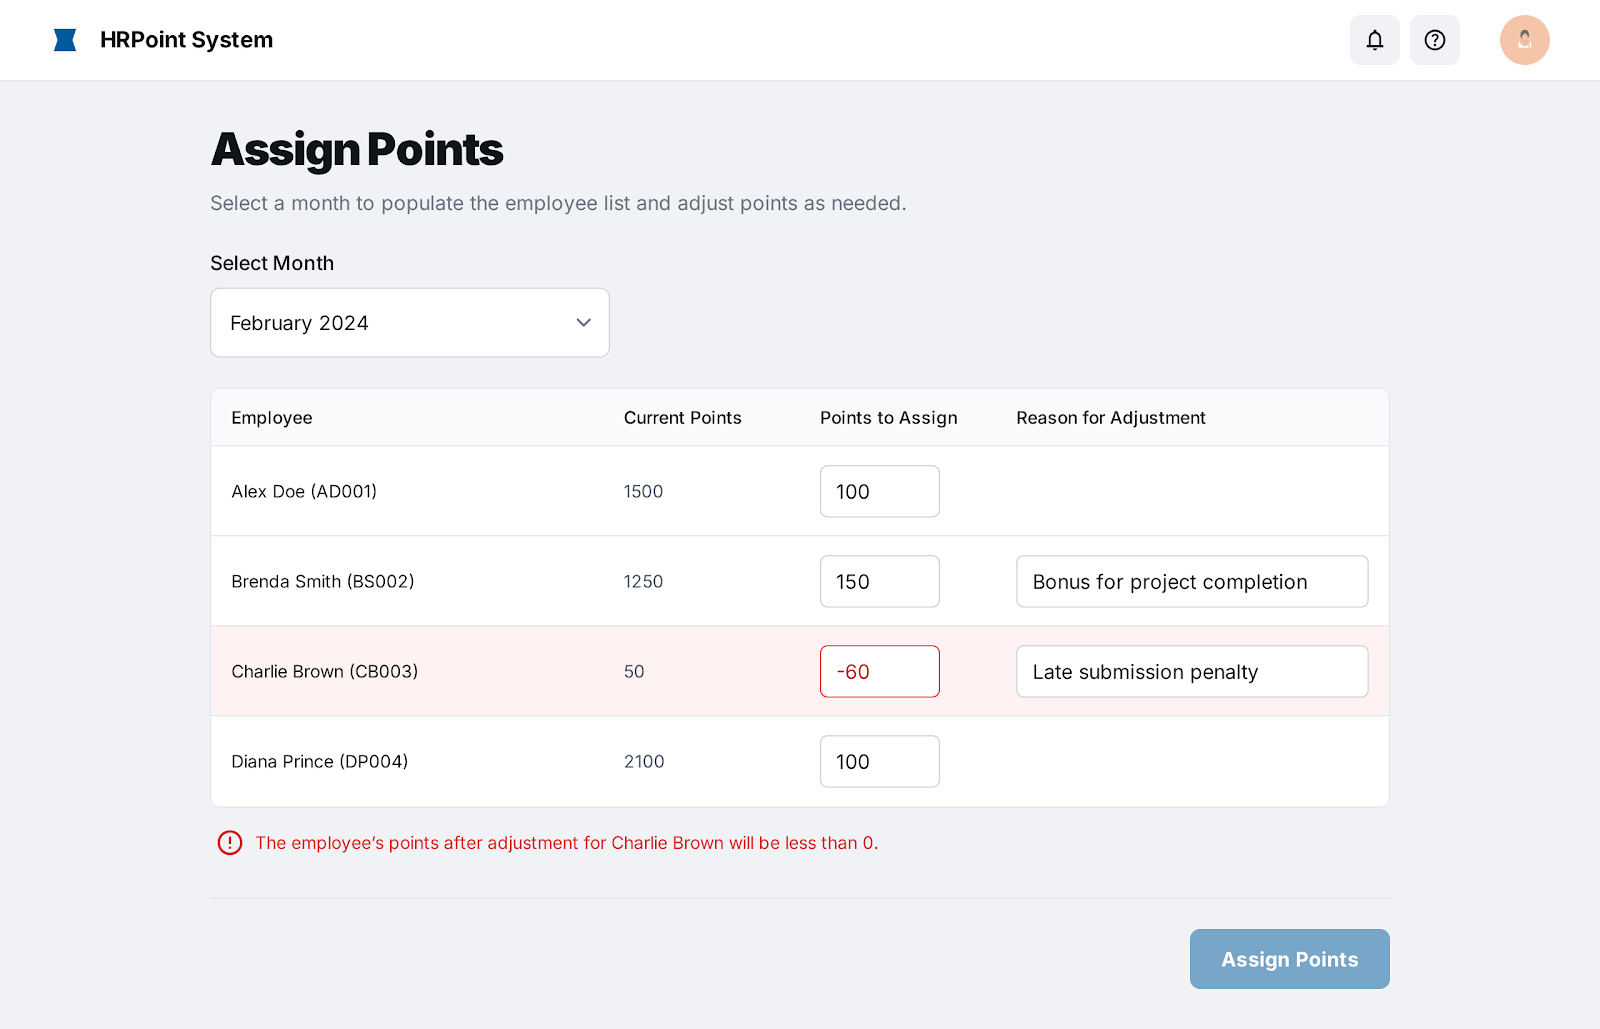 HRPoint System
Assign Points
Select a month to populate the employee list and adjust points as needed.
Select Month
February 2024
Employee Current Points Points to Assign Reason for Adjustment
Alex Doe (AD001) 1500 100
Brenda Smith (BS002) 1250 150 Bonus for project completion
Charlie Brown (CB003) 50 -60 Late submission penalty
Diana Prince (DP004) 2100 100
The employee’s points after adjustment for Charlie Brown will be less than 0.
Assign Points